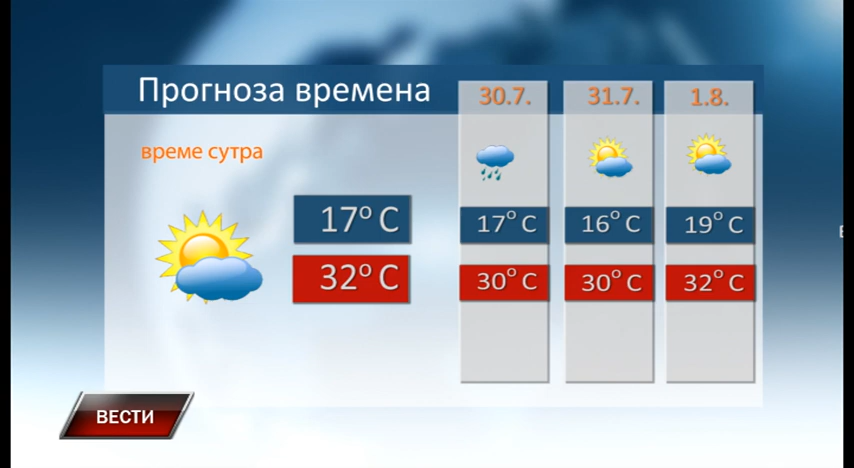 Прогноза времена
време сутра
17° C
32° C
30.7.
17° C
30° C
31.7.
16° C
30° C
1.8.
19° C
32° C
ВЕСТИ